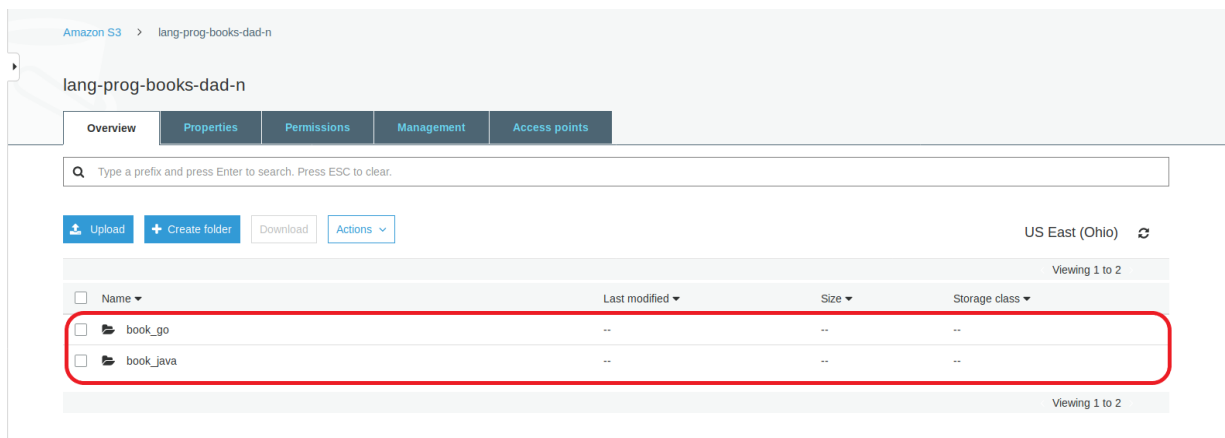 Amazon S3 > lang-prog-books-dad-n
lang-prog-books-dad-n
Overview Properties Permissions Management Access points
Type a prefix and press Enter to search. Press ESC to clear.
Upload Create folder Download Actions US East (Ohio)
Viewing 1 to 2
Name Last modified Size Storage class
book_go -- -- --
book_java -- -- --
Viewing 1 to 2